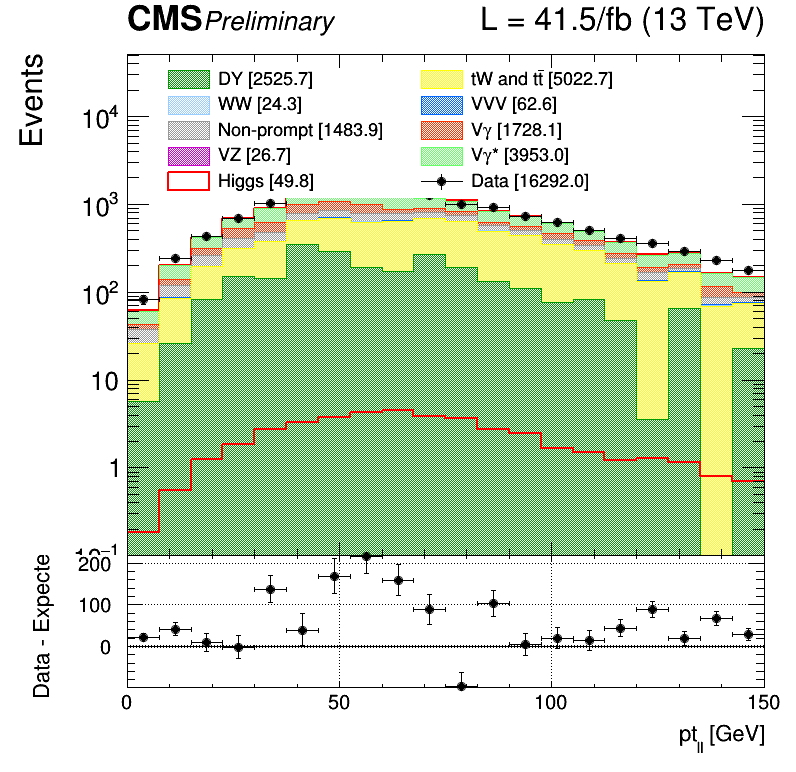 CMS Preliminary L = 41.5/fb (13 TeV)
Events
DY [2525.7] tW and tt̄ [5022.7]
WW [24.3] VVV [62.6]
Non-prompt [1483.9] Vγ [1728.1]
VZ [26.7] Vγ* [3953.0]
Higgs [49.8] Data [16292.0]
10⁴
10³
10²
10
1
Data - Expecte
200
100
0
0 50 100 150
pt_ll [GeV]